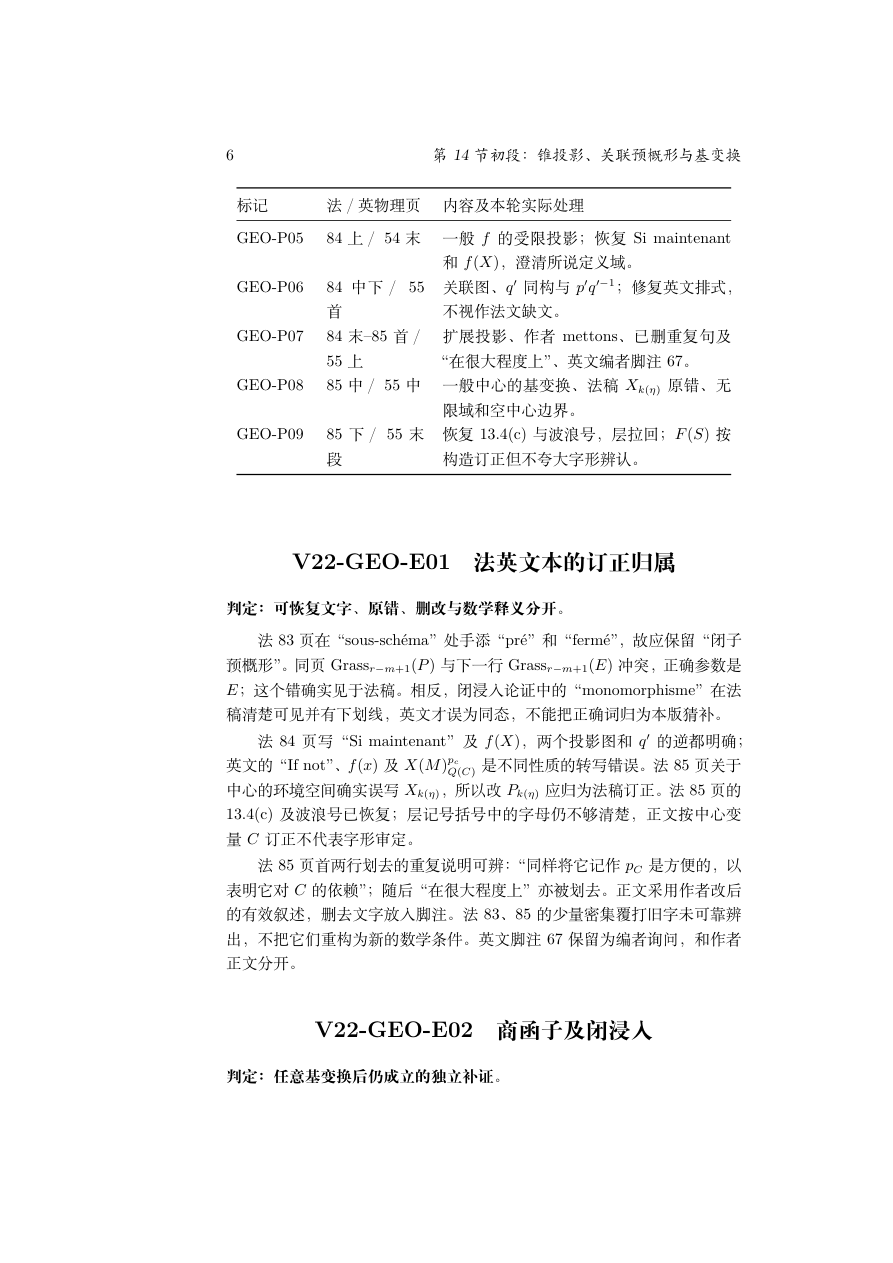 6 第 14 节初段：锥投影、关联预概形与基变换
标记 法 / 英物理页 内容及本轮实际处理
GEO-P05 84 上 / 54 末 一般 f 的受限投影；恢复 Si maintenant
和 f(X)，澄清所说定义域。
GEO-P06 84 中下 / 55 关联图、q′ 同构与 p′q′⁻¹；修复英文排式，
首 不视作法文缺文。
GEO-P07 84 末–85 首 / 扩展投影、作者 mettons、已删重复句及
55 上 “在很大程度上”、英文编者脚注 67。
GEO-P08 85 中 / 55 中 一般中心的基变换、法稿 X_{k(η)} 原错、无
限域和空中心边界。
GEO-P09 85 下 / 55 末 恢复 13.4(c) 与波浪号，层拉回；F(S) 按
段 构造订正但不夸大字形辨认。
V22-GEO-E01 法英文本的订正归属
判定：可恢复文字、原错、删改与数学释义分开。
法 83 页在 “sous-schéma” 处手添 “pré” 和 “fermé”，故应保留 “闭子
预概形”。同页 Grass_{r−m+1}(P) 与下一行 Grass_{r−m+1}(E) 冲突，正确参数是
E；这个错确实见于法稿。相反，闭浸入论证中的 “monomorphisme” 在法
稿清楚可见并有下划线，英文才误为同态，不能把正确词归为本版猜补。
法 84 页写 “Si maintenant” 及 f(X)，两个投影图和 q′ 的逆都明确；
英文的 “If not”、f(x) 及 X(M)^{p_c}_{Q(C)} 是不同性质的转写错误。法 85 页关于
中心的环境空间确实误写 X_{k(η)}，所以改 P_{k(η)} 应归为法稿订正。法 85 页的
13.4(c) 及波浪号已恢复；层记号括号中的字母仍不够清楚，正文按中心变
量 C 订正不代表字形审定。
法 85 页首两行划去的重复说明可辨：“同样将它记作 p_C 是方便的，以
表明它对 C 的依赖”；随后 “在很大程度上” 亦被划去。正文采用作者改后
的有效叙述，删去文字放入脚注。法 83、85 的少量密集覆打旧字未可靠辨
出，不把它们重构为新的数学条件。英文脚注 67 保留为编者询问，和作者
正文分开。
V22-GEO-E02 商函子及闭浸入
判定：任意基变换后仍成立的独立补证。